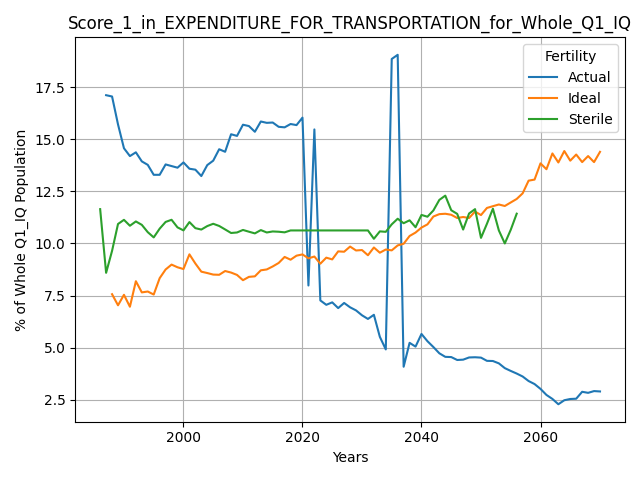 Score_1_in_EXPENDITURE_FOR_TRANSPORTATION_for_Whole_Q1_IQ
Fertility
Actual
Ideal
Sterile
% of Whole Q1_IQ Population
17.5
15.0
12.5
10.0
7.5
5.0
2.5
2000 2020 2040 2060
Years